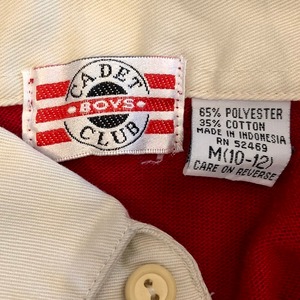 CADET
BOYS
CLUB
65% POLYESTER
35% COTTON
MADE IN INDONESIA
RN 52469
M(10-12)
CARE ON REVERSE